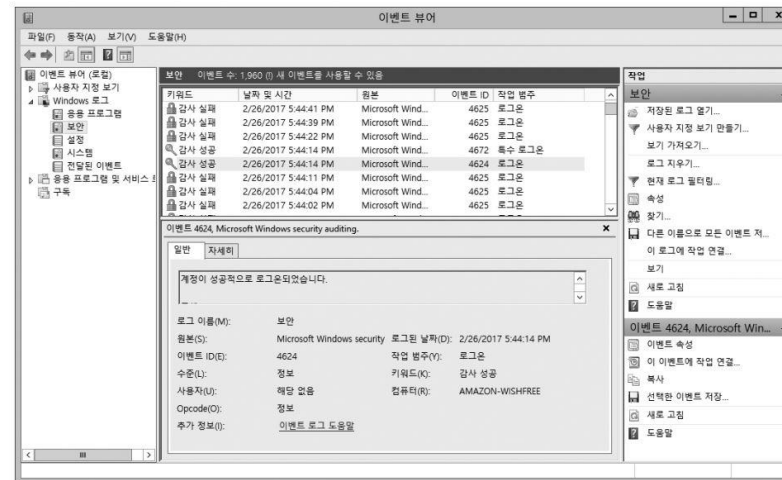 이벤트 뷰어
파일(F) 동작(A) 보기(V) 도움말(H)
이벤트 뷰어 (로컬)
사용자 지정 보기
Windows 로그
응용 프로그램
보안
설정
시스템
전달된 이벤트
응용 프로그램 및 서비스
구독
보안 이벤트 수: 1,960 (!) 새 이벤트를 사용할 수 있음
키워드 날짜 및 시간 원본 이벤트 ID 작업 범주
감사 실패 2/26/2017 5:44:41 PM Microsoft Wind... 4625 로그온
감사 실패 2/26/2017 5:44:39 PM Microsoft Wind... 4625 로그온
감사 실패 2/26/2017 5:44:22 PM Microsoft Wind... 4625 로그온
감사 성공 2/26/2017 5:44:14 PM Microsoft Wind... 4672 특수 로그온
감사 성공 2/26/2017 5:44:14 PM Microsoft Wind... 4624 로그온
감사 실패 2/26/2017 5:44:11 PM Microsoft Wind... 4625 로그온
감사 실패 2/26/2017 5:44:04 PM Microsoft Wind... 4625 로그온
감사 실패 2/26/2017 5:44:02 PM Microsoft Wind... 4625 로그온
이벤트 4624, Microsoft Windows security auditing.
일반 자세히
계정이 성공적으로 로그온되었습니다.
로그 이름(M): 보안
원본(S): Microsoft Windows security 로그된 날짜(D): 2/26/2017 5:44:14 PM
이벤트 ID(E): 4624 작업 범주(Y): 로그온
수준(L): 정보 키워드(K): 감사 성공
사용자(U): 해당 없음 컴퓨터(R): AMAZON-WISHFREE
Opcode(O): 정보
추가 정보(I): 이벤트 로그 도움말
작업
보안
저장된 로그 열기...
사용자 지정 보기 만들기...
보기 가져오기...
로그 지우기...
현재 로그 필터링...
속성
찾기...
다른 이름으로 모든 이벤트 저...
이 로그에 작업 연결...
보기
새로 고침
도움말
이벤트 4624, Microsoft Win...
이벤트 속성
이 이벤트에 작업 연결...
복사
선택한 이벤트 저장...
새로 고침
도움말